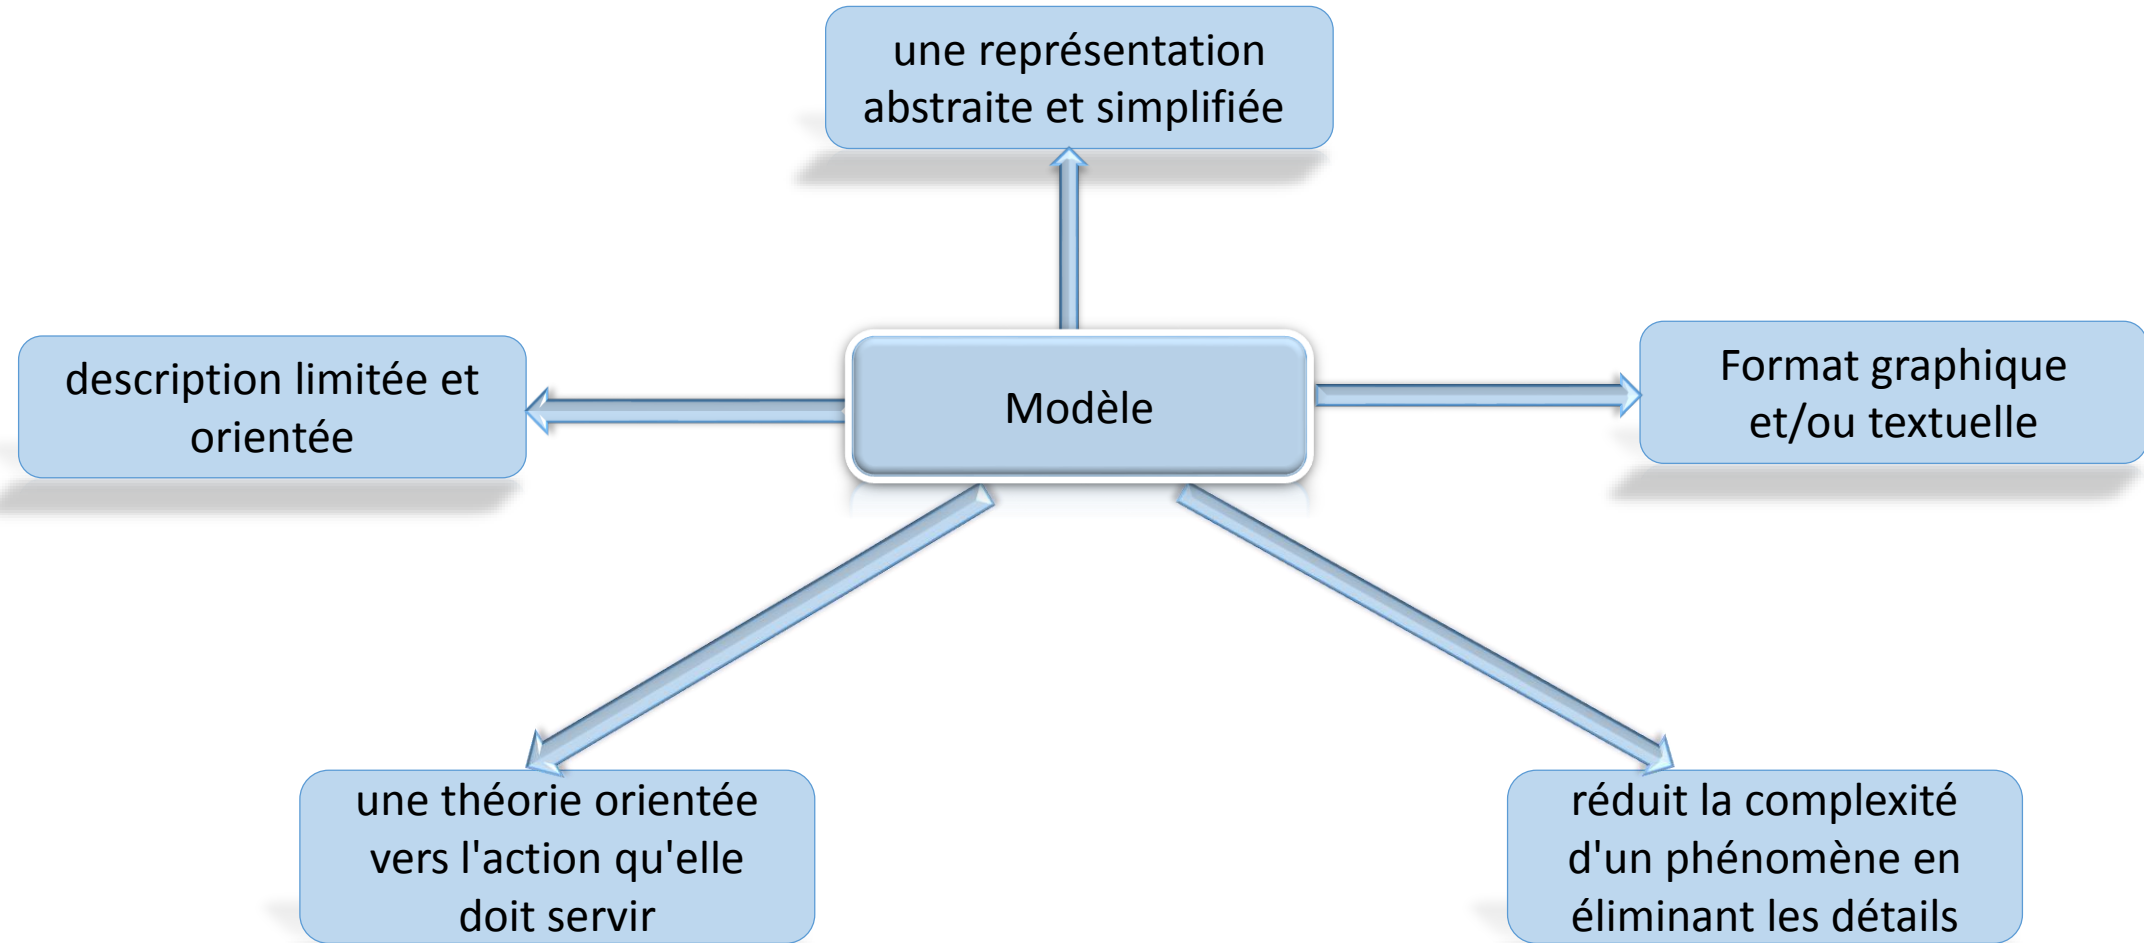 une représentation
abstraite et simplifiée
description limitée et
orientée
Modèle
Format graphique
et/ou textuelle
une théorie orientée
vers l'action qu'elle
doit servir
réduit la complexité
d'un phénomène en
éliminant les détails